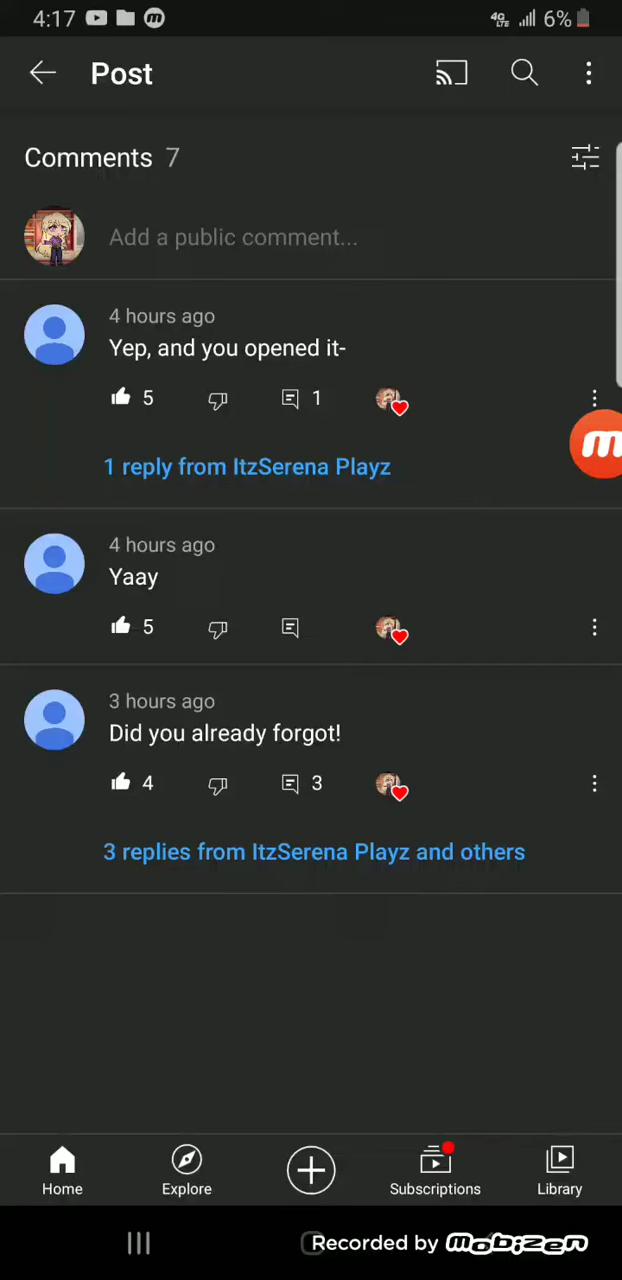 4:17 4G LTE 6%
Post
Comments 7
Add a public comment...
4 hours ago
Yep, and you opened it-
5 1
1 reply from ItzSerena Playz
4 hours ago
Yaay
5
3 hours ago
Did you already forgot!
4 3
3 replies from ItzSerena Playz and others
Home Explore Subscriptions Library
Recorded by mobizen